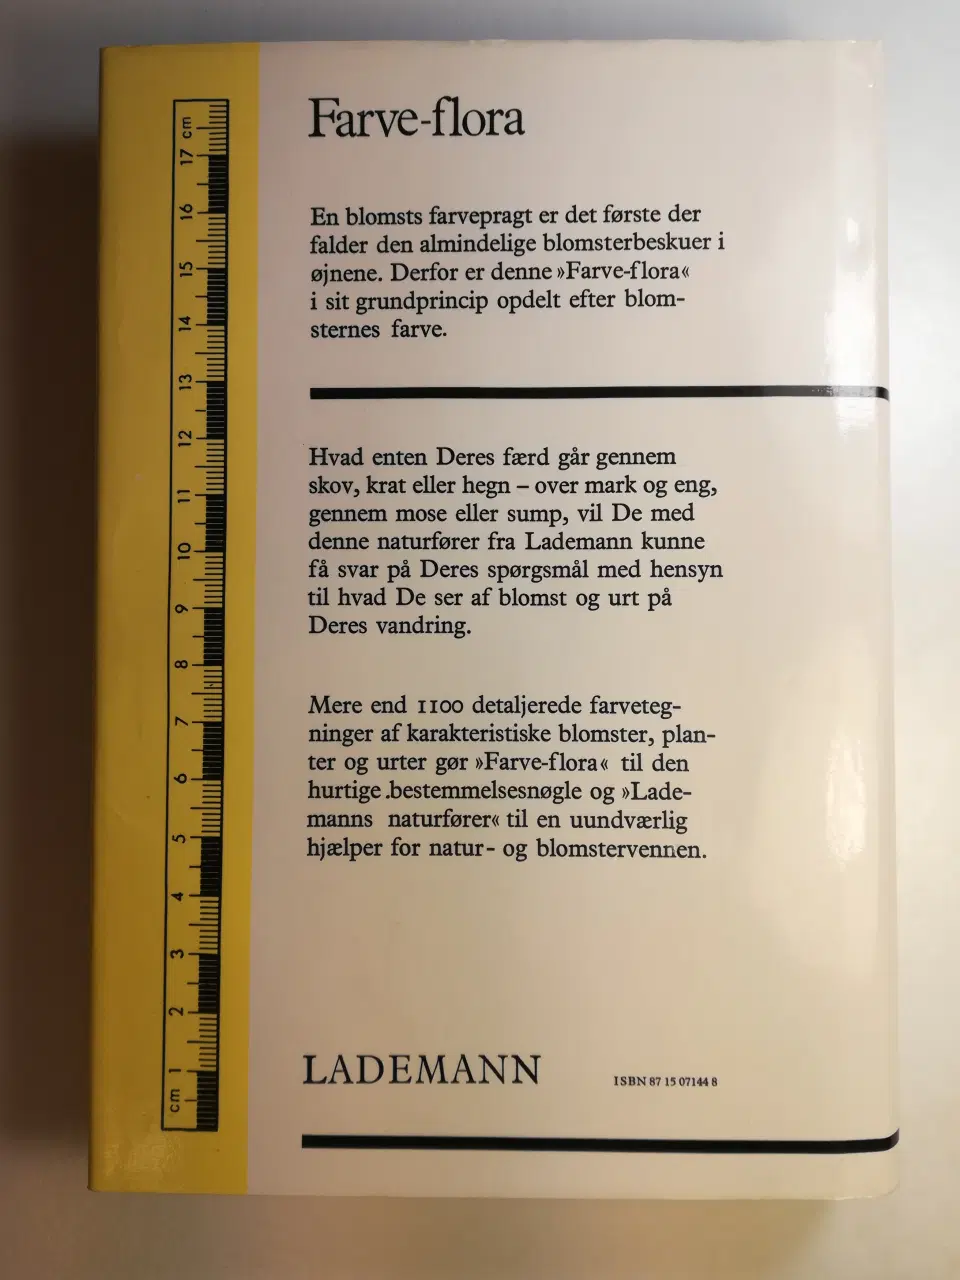 Farve-flora
En blomsts farvepragt er det første der
falder den almindelige blomsterbeskuer i
øjnene. Derfor er denne »Farve-flora«
i sit grundprincip opdelt efter blom-
sternes farve.
Hvad enten Deres færd går gennem
skov, krat eller hegn – over mark og eng,
gennem mose eller sump, vil De med
denne naturfører fra Lademann kunne
få svar på Deres spørgsmål med hensyn
til hvad De ser af blomst og urt på
Deres vandring.
Mere end 1100 detaljerede farveteg-
ninger af karakteristiske blomster, plan-
ter og urter gør »Farve-flora« til den
hurtige .bestemmelsesnøgle og »Lade-
manns naturfører« til en uundværlig
hjælper for natur- og blomstervennen.
LADEMANN
ISBN 87 15 07144 8
cm 1 2 3 4 5 6 7 8 9 10 11 12 13 14 15 16 17 cm